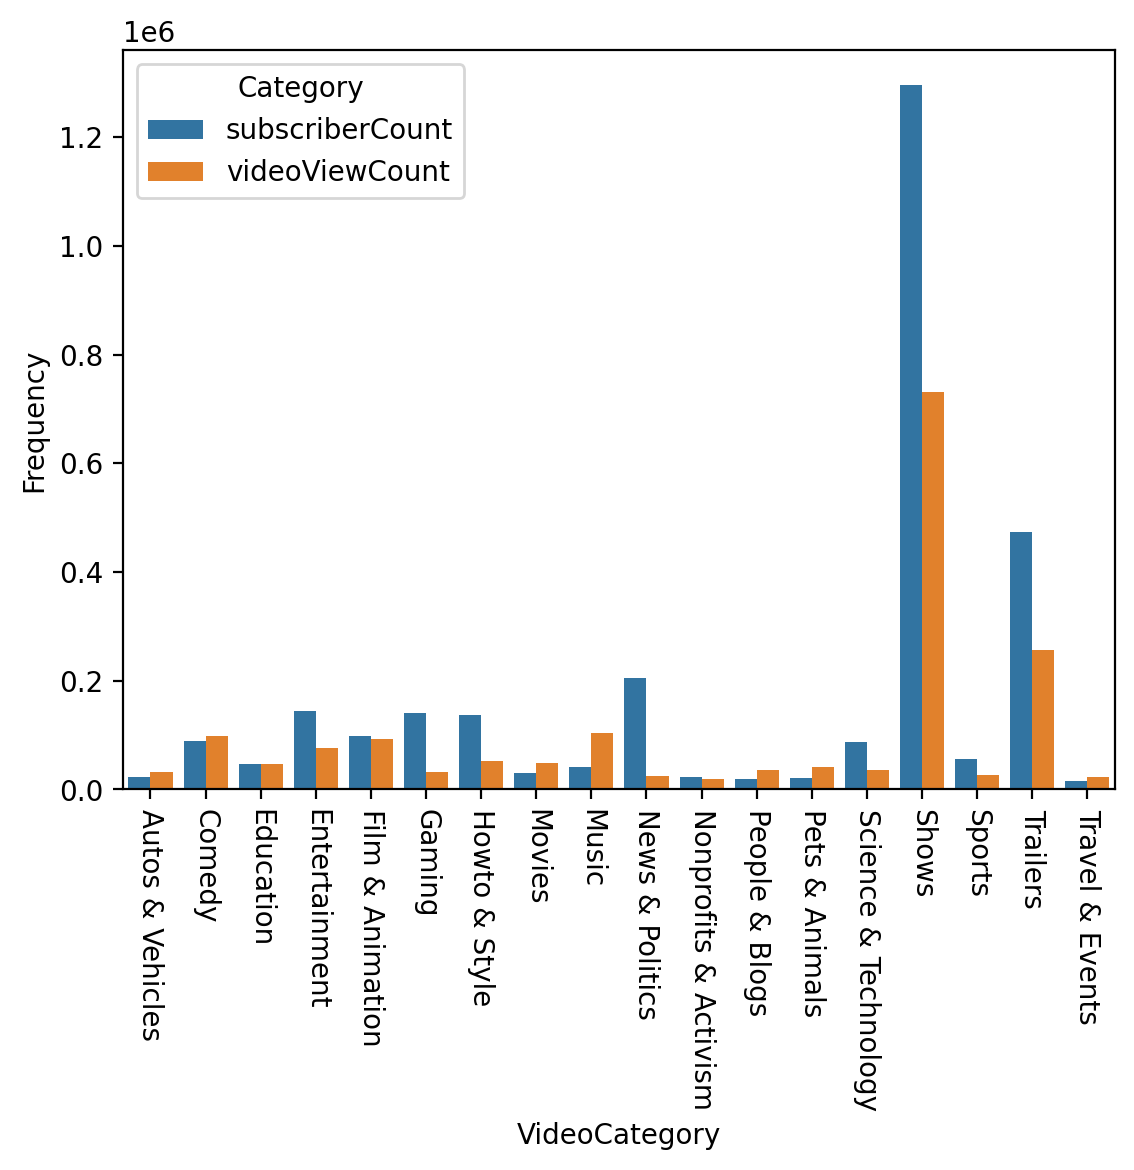 1e6
Category
subscriberCount
videoViewCount
1.2
1.0
0.8
0.6
0.4
0.2
0.0
Frequency
Autos & Vehicles
Comedy
Education
Entertainment
Film & Animation
Gaming
Howto & Style
Movies
Music
News & Politics
Nonprofits & Activism
People & Blogs
Pets & Animals
Science & Technology
Shows
Sports
Trailers
Travel & Events
VideoCategory